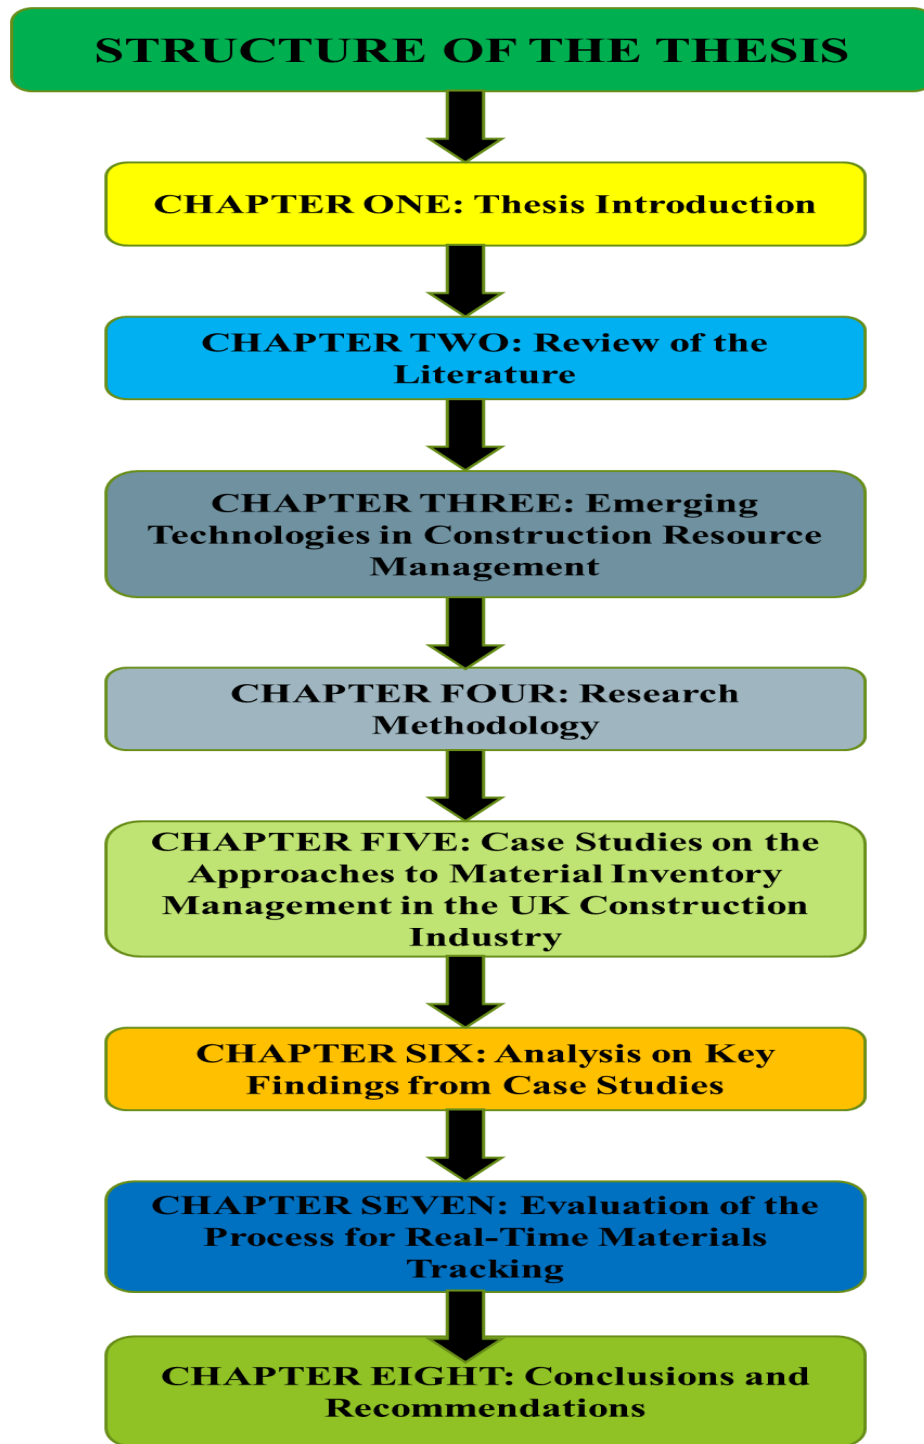 STRUCTURE OF THE THESIS
CHAPTER ONE: Thesis Introduction
CHAPTER TWO: Review of the
Literature
CHAPTER THREE: Emerging
Technologies in Construction Resource
Management
CHAPTER FOUR: Research
Methodology
CHAPTER FIVE: Case Studies on the
Approaches to Material Inventory
Management in the UK Construction
Industry
CHAPTER SIX: Analysis on Key
Findings from Case Studies
CHAPTER SEVEN: Evaluation of the
Process for Real-Time Materials
Tracking
CHAPTER EIGHT: Conclusions and
Recommendations